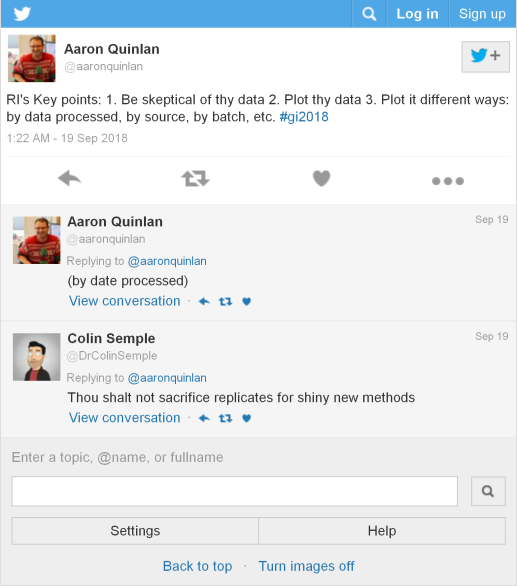 Log in
Sign up
Aaron Quinlan
@aaronquinlan
+
RI's Key points: 1. Be skeptical of thy data 2. Plot thy data 3. Plot it different ways:
by data processed, by source, by batch, etc. #gi2018
1:22 AM - 19 Sep 2018
Aaron Quinlan
Sep 19
@aaronquinlan
Replying to @aaronquinlan
(by date processed)
View conversation ·
Colin Semple
Sep 19
@DrColinSemple
Replying to @aaronquinlan
Thou shalt not sacrifice replicates for shiny new methods
View conversation ·
Enter a topic, @name, or fullname
Settings
Help
Back to top · Turn images off